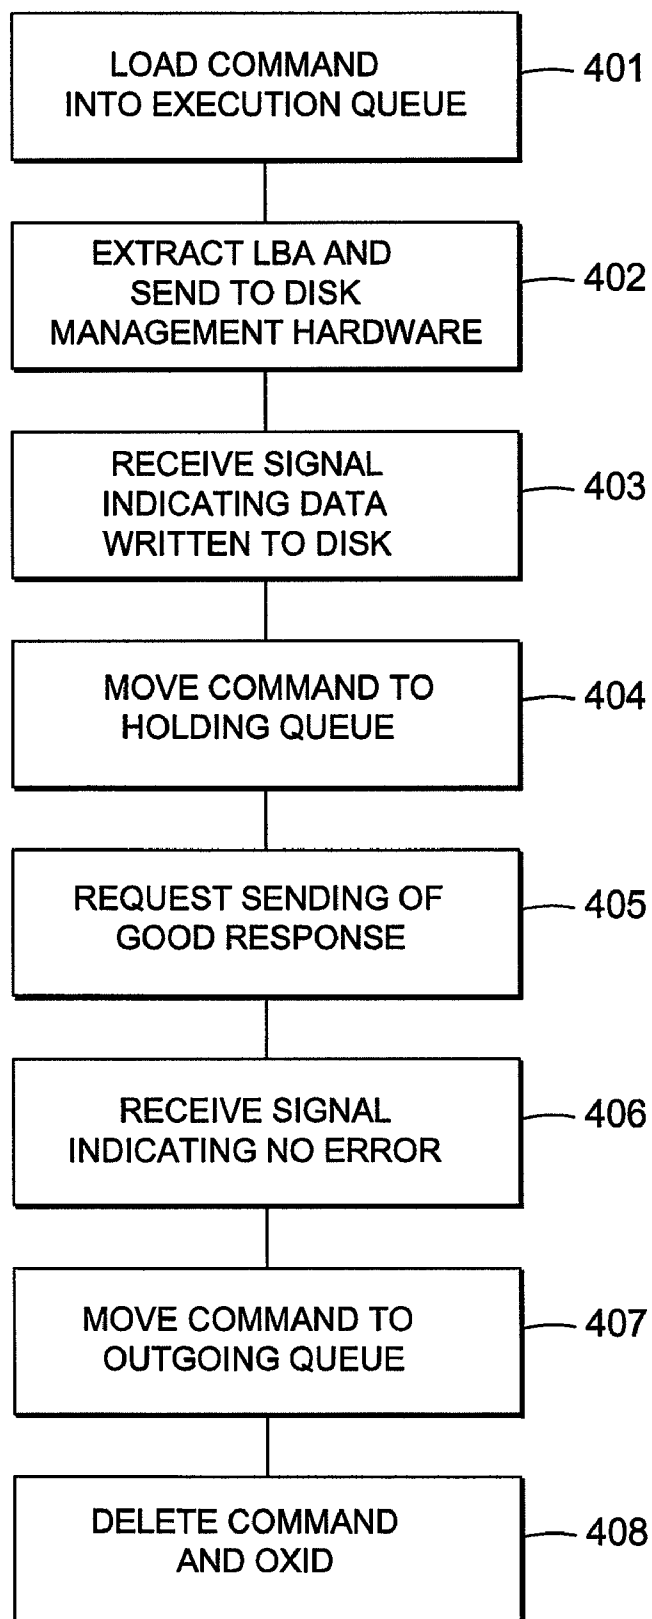 LOAD COMMAND
INTO EXECUTION QUEUE
401
EXTRACT LBA AND
SEND TO DISK
MANAGEMENT HARDWARE
402
RECEIVE SIGNAL
INDICATING DATA
WRITTEN TO DISK
403
MOVE COMMAND TO
HOLDING QUEUE
404
REQUEST SENDING OF
GOOD RESPONSE
405
RECEIVE SIGNAL
INDICATING NO ERROR
406
MOVE COMMAND TO
OUTGOING QUEUE
407
DELETE COMMAND
AND OXID
408